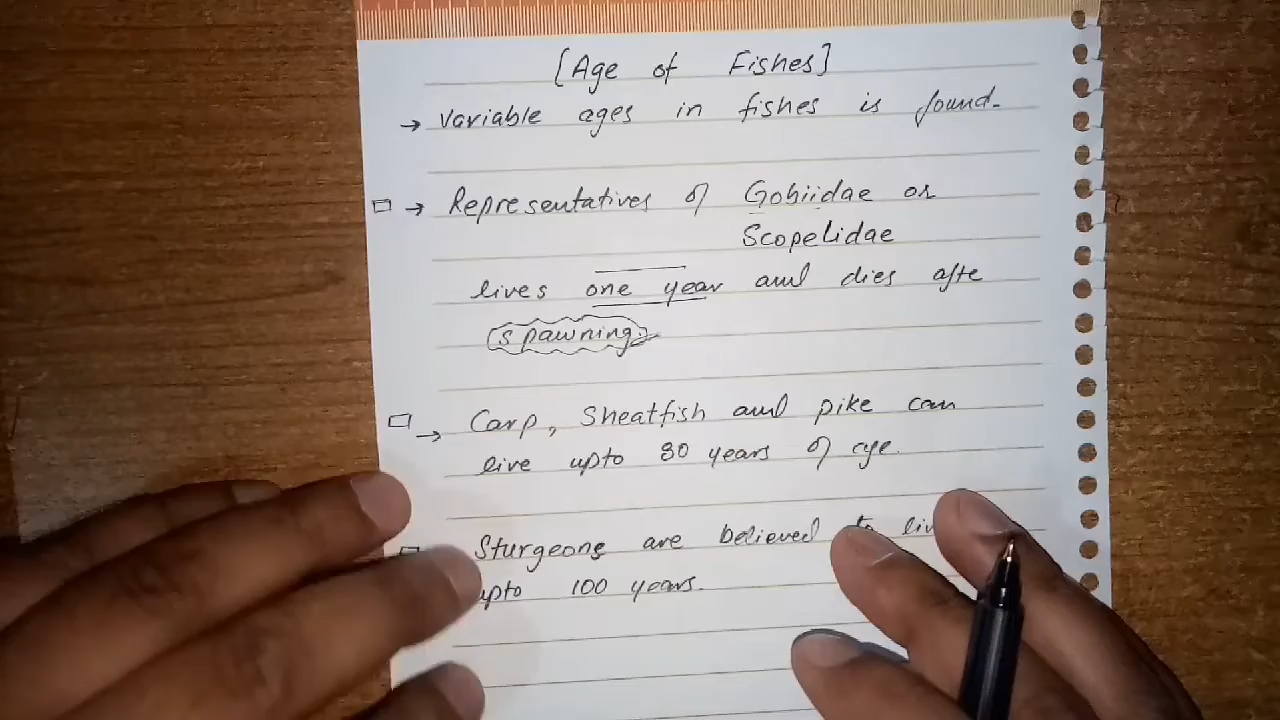 [Age of Fishes]
→ Variable ages in fishes is found.
→ Representatives of Gobiidae or
Scopelidae
lives one year and dies afte
spawning.
→ Carp, Sheatfish and pike can
live upto 80 years of age.
Sturgeons are believed to liv
upto 100 years.